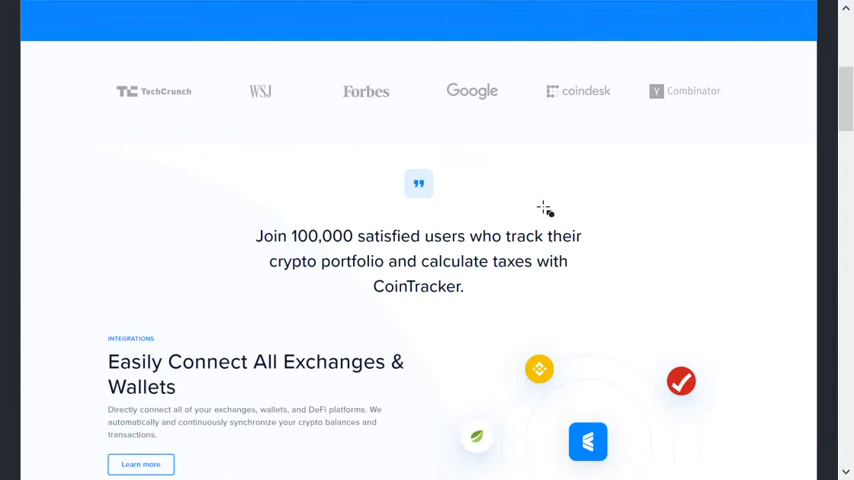 TechCrunch WSJ Forbes Google coindesk Y Combinator
Join 100,000 satisfied users who track their
crypto portfolio and calculate taxes with
CoinTracker.
INTEGRATIONS
Easily Connect All Exchanges &
Wallets
Directly connect all of your exchanges, wallets, and DeFi platforms. We
automatically and continuously synchronize your crypto balances and
transactions.
Learn more